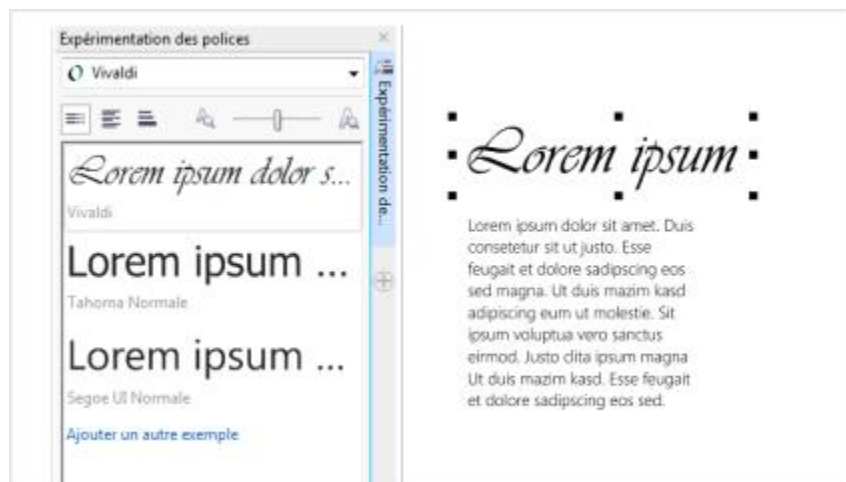 Expérimentation des polices
Vivaldi
Lorem ipsum dolor s...
Vivaldi
Lorem ipsum ...
Tahoma Normale
Lorem ipsum ...
Segoe UI Normale
Ajouter un autre exemple
Expérimentation de...
Lorem ipsum
Lorem ipsum dolor sit amet. Duis
consetetur sit ut justo. Esse
feugait et dolore sadipscing eos
sed magna. Ut duis mazim kasd
adipiscing eum ut molestie. Sit
ipsum voluptua vero sanctus
eirmod. Justo clita ipsum magna
Ut duis mazim kasd. Esse feugait
et dolore sadipscing eos sed.